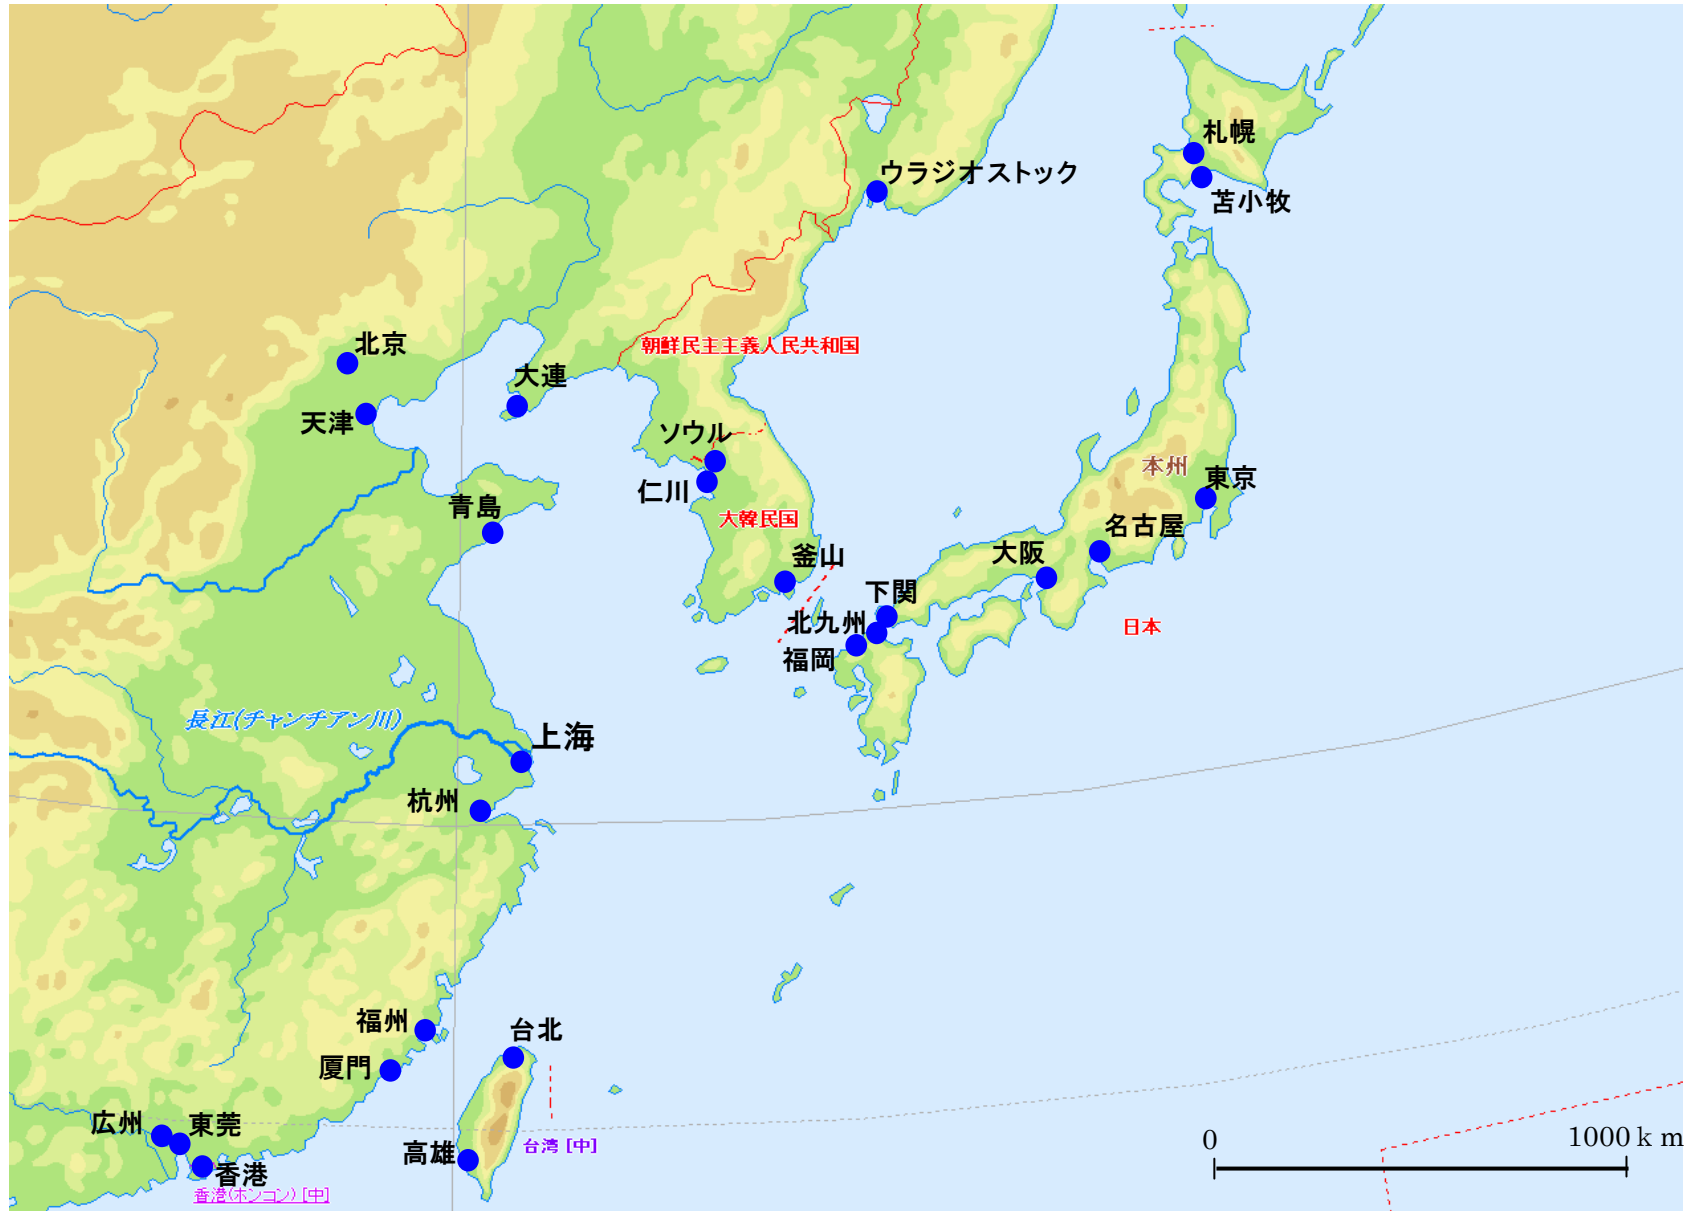 札幌
ウラジオストック
苫小牧
北京
朝鮮民主主義人民共和国
大連
天津
ソウル
本州
東京
仁川
青島
大韓民国
名古屋
釜山
大阪
下関
北九州
日本
福岡
長江(チャンチアン川)
上海
杭州
福州
台北
厦門
広州
東莞
台湾 [中]
高雄
0
1000 k m
香港
香港(ホンコン) [中]